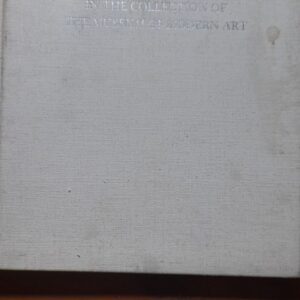 IN THE COLLECTION OF
THE MUSEUM OF MODERN ART